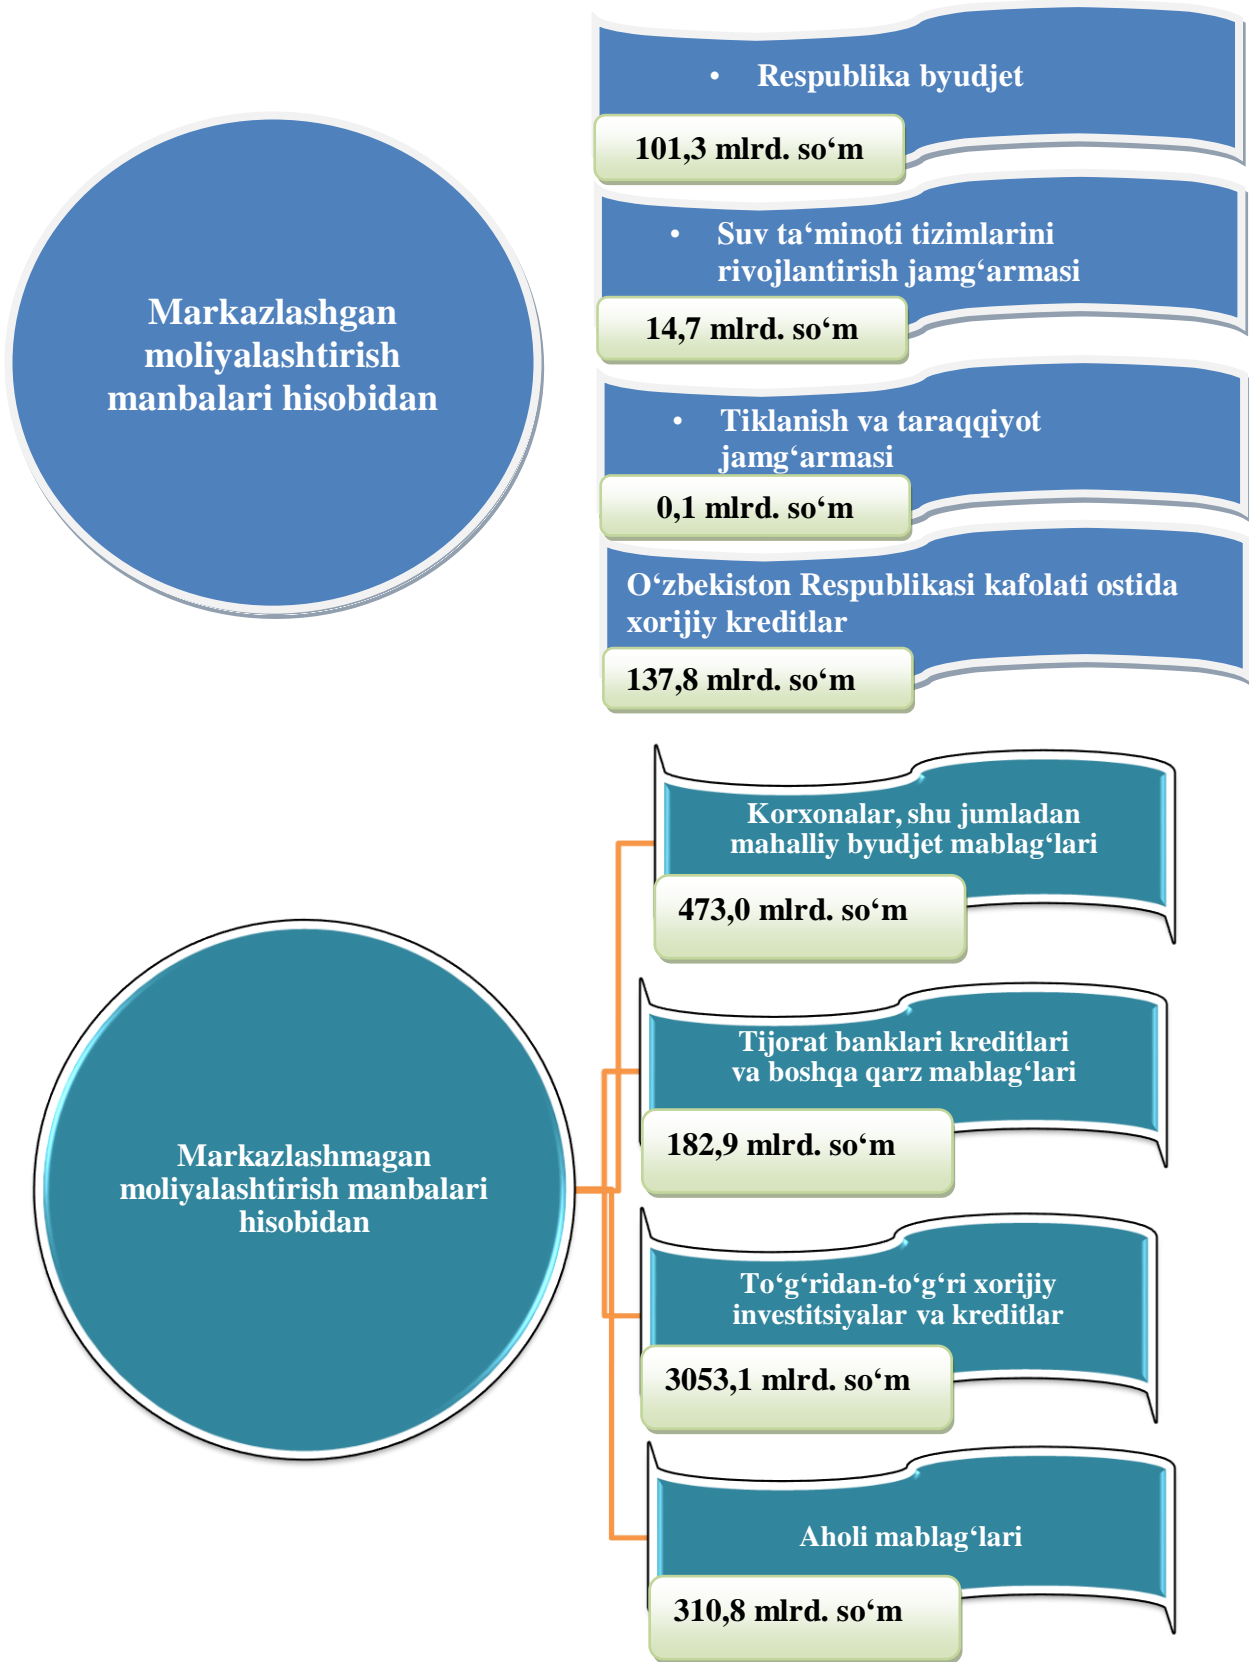 Markazlashgan
moliyalashtirish
manbalari hisobidan
• Respublika byudjet
101,3 mlrd. so‘m
• Suv ta‘minoti tizimlarini
rivojlantirish jamg‘armasi
14,7 mlrd. so‘m
• Tiklanish va taraqqiyot
jamg‘armasi
0,1 mlrd. so‘m
O‘zbekiston Respublikasi kafolati ostida
xorijiy kreditlar
137,8 mlrd. so‘m
Markazlashmagan
moliyalashtirish manbalari
hisobidan
Korxonalar, shu jumladan
mahalliy byudjet mablag‘lari
473,0 mlrd. so‘m
Tijorat banklari kreditlari
va boshqa qarz mablag‘lari
182,9 mlrd. so‘m
To‘g‘ridan-to‘g‘ri xorijiy
investitsiyalar va kreditlar
3053,1 mlrd. so‘m
Aholi mablag‘lari
310,8 mlrd. so‘m